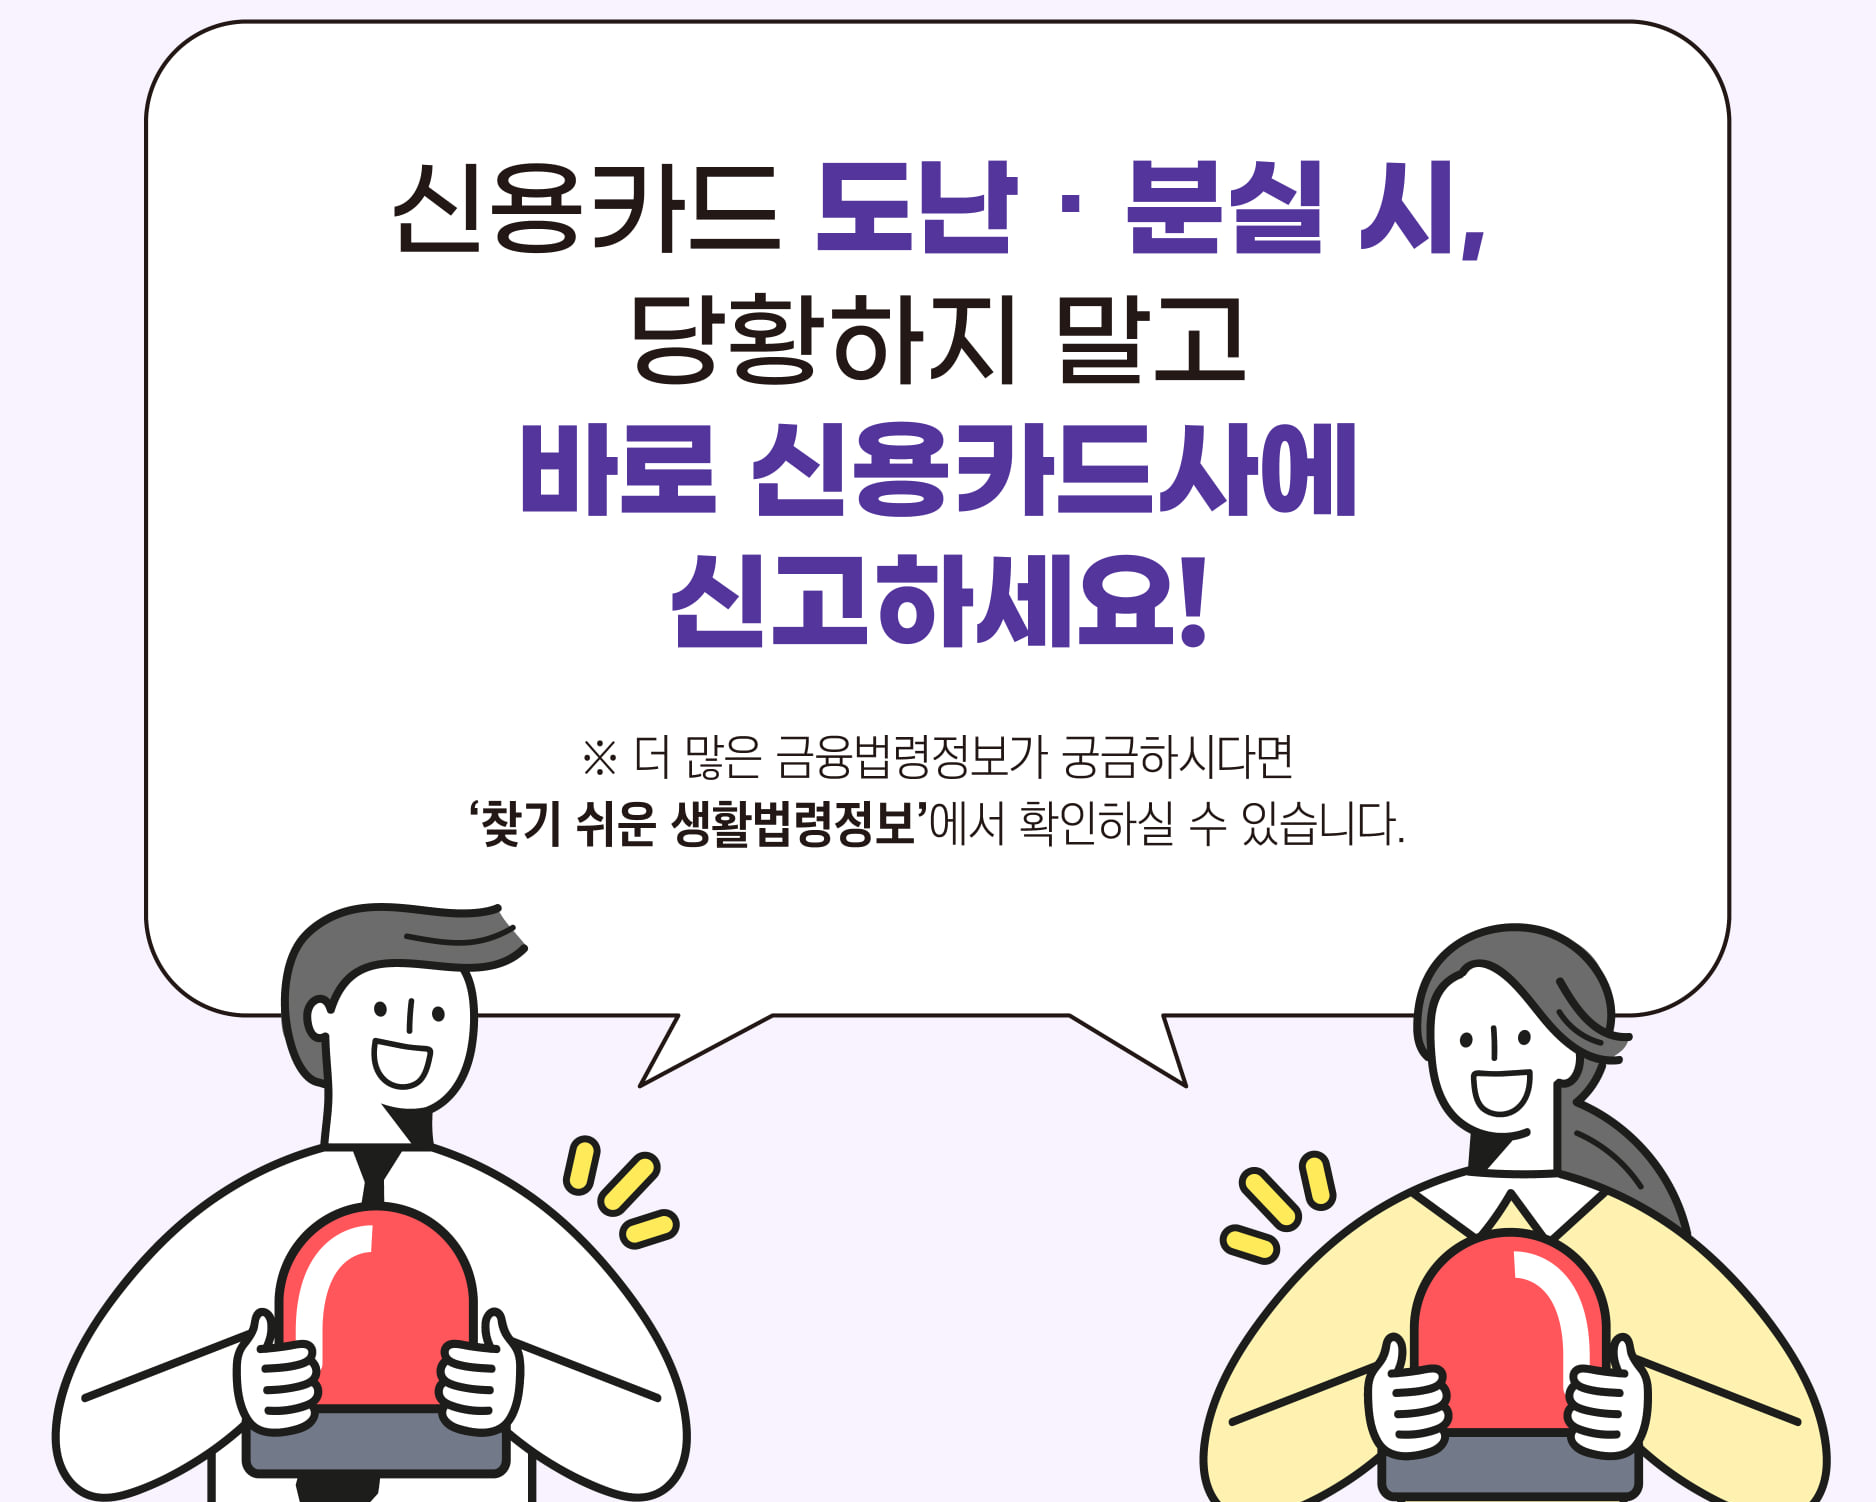 신용카드 도난 · 분실 시,
당황하지 말고
바로 신용카드사에
신고하세요!
※ 더 많은 금융법령정보가 궁금하시다면
‘찾기 쉬운 생활법령정보’에서 확인하실 수 있습니다.